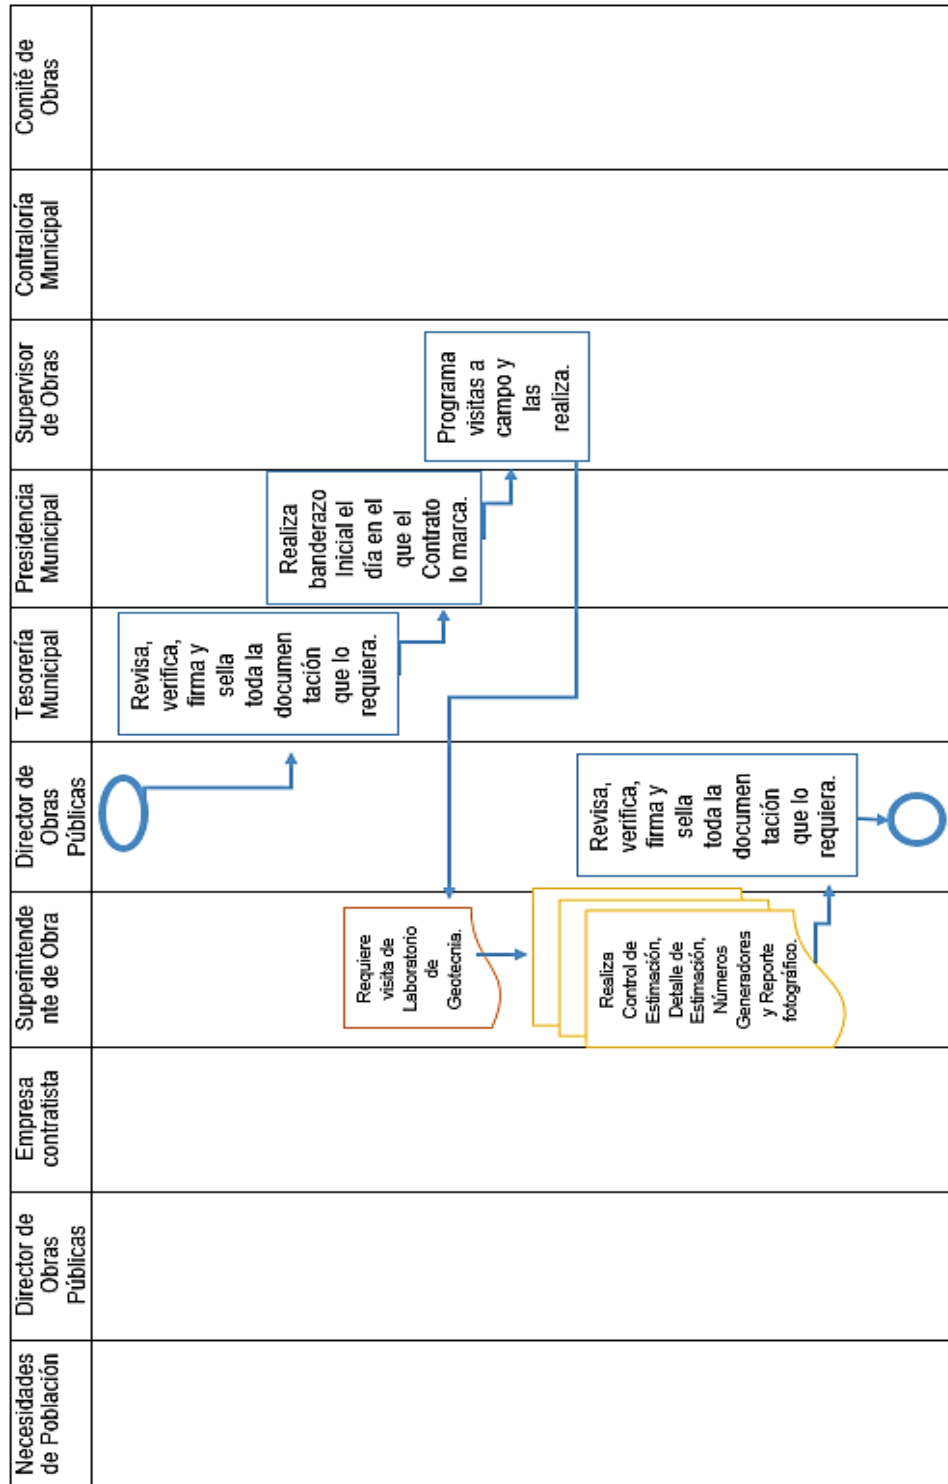 Necesidades
de Población
Director de
Obras
Públicas
Empresa
contratista
Superintende
nte de Obra
Director de
Obras
Públicas
Tesorería
Municipal
Presidencia
Municipal
Supervisor
de Obras
Contraloría
Municipal
Comité de
Obras
Revisa,
verifica,
firma y
sella
toda la
documen
tación
que lo
requiera.
Realiza
banderazo
Inicial el
día en el
que el
Contrato
lo marca.
Programa
visitas a
campo y
las
realiza.
Requiere
visita de
Laboratorio
de
Geotecnia.
Realiza
Control de
Estimación,
Detalle de
Estimación,
Números
Generadores
y Reporte
fotográfico.
Revisa,
verifica,
firma y
sella
toda la
documen
tación
que lo
requiera.